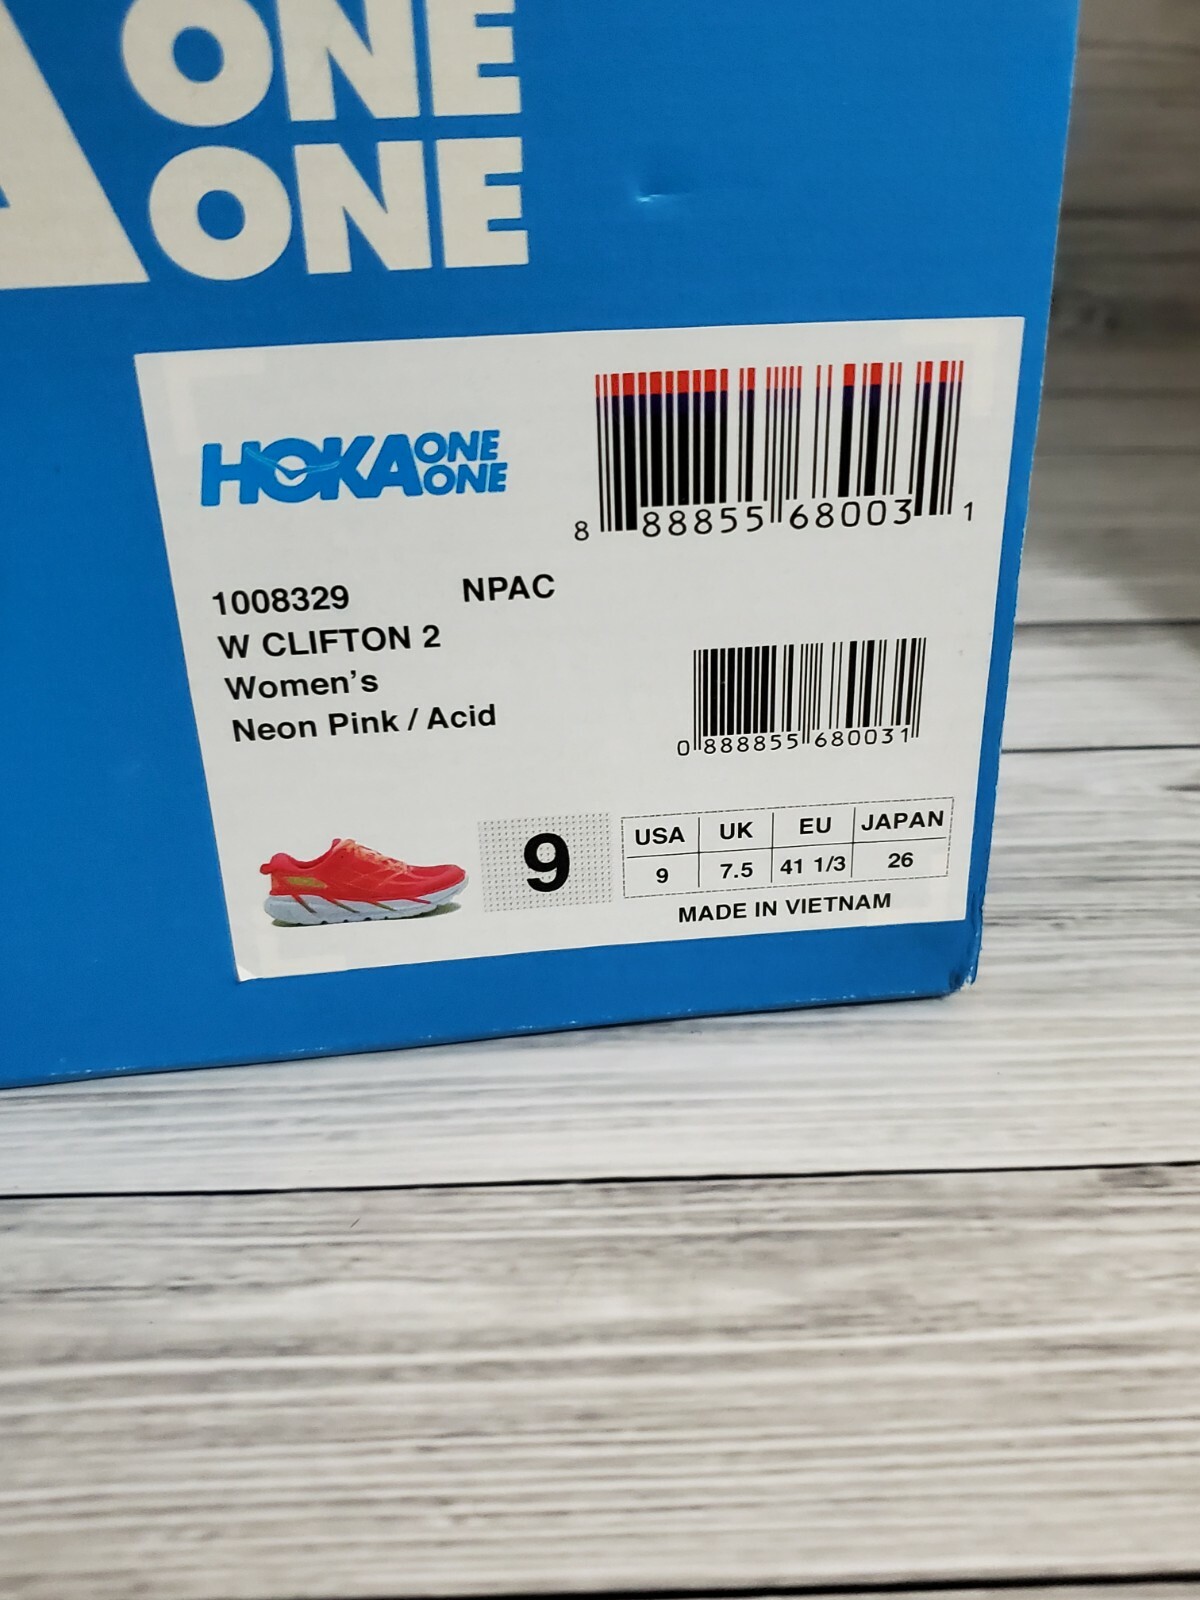 ONE
ONE
HOKA ONE ONE
8 88855 68003 1
1008329 NPAC
W CLIFTON 2
Women's
Neon Pink / Acid
0 888855 680031
9
USA UK EU JAPAN
9 7.5 41 1/3 26
MADE IN VIETNAM